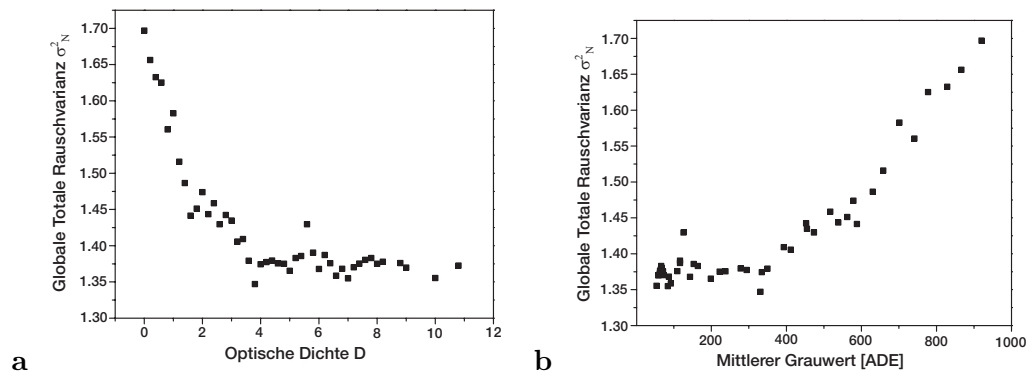 Globale Totale Rauschvarianz σ²N
1.70
1.65
1.60
1.55
1.50
1.45
1.40
1.35
1.30
0 2 4 6 8 10 12
Optische Dichte D
a
Globale Totale Rauschvarianz σ²N
1.70
1.65
1.60
1.55
1.50
1.45
1.40
1.35
1.30
0 200 400 600 800 1000
Mittlerer Grauwert [ADE]
b